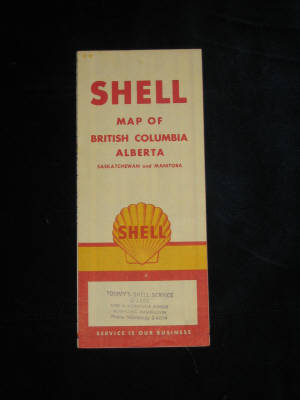 SHELL
MAP OF
BRITISH COLUMBIA
ALBERTA
SASKATCHEWAN and MANITOBA
SHELL
TOMMY'S SHELL SERVICE
SERVICE IS OUR BUSINESS